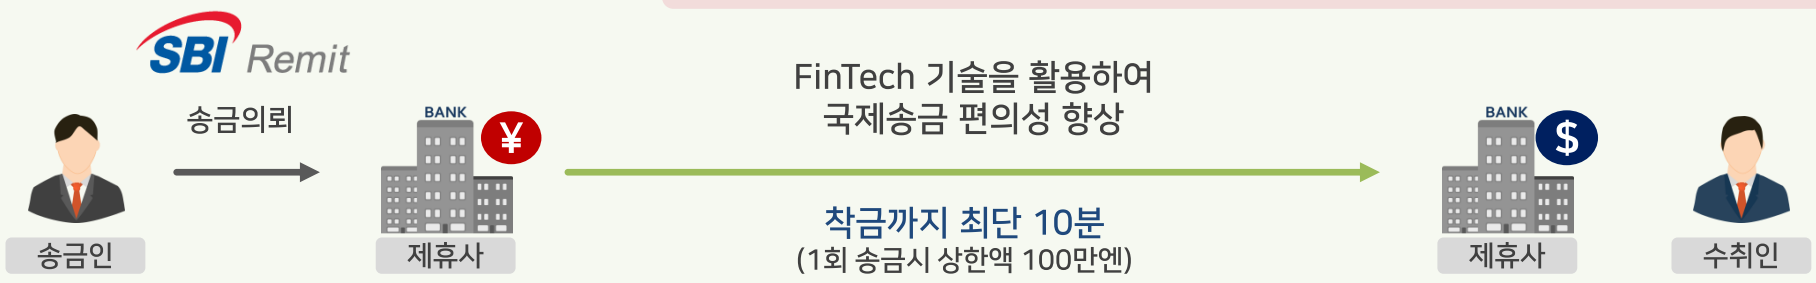 SBI Remit
송금의뢰
BANK
¥
FinTech 기술을 활용하여
국제송금 편의성 향상
BANK
$
착금까지 최단 10분
(1회 송금시 상한액 100만엔)
송금인
제휴사
제휴사
수취인